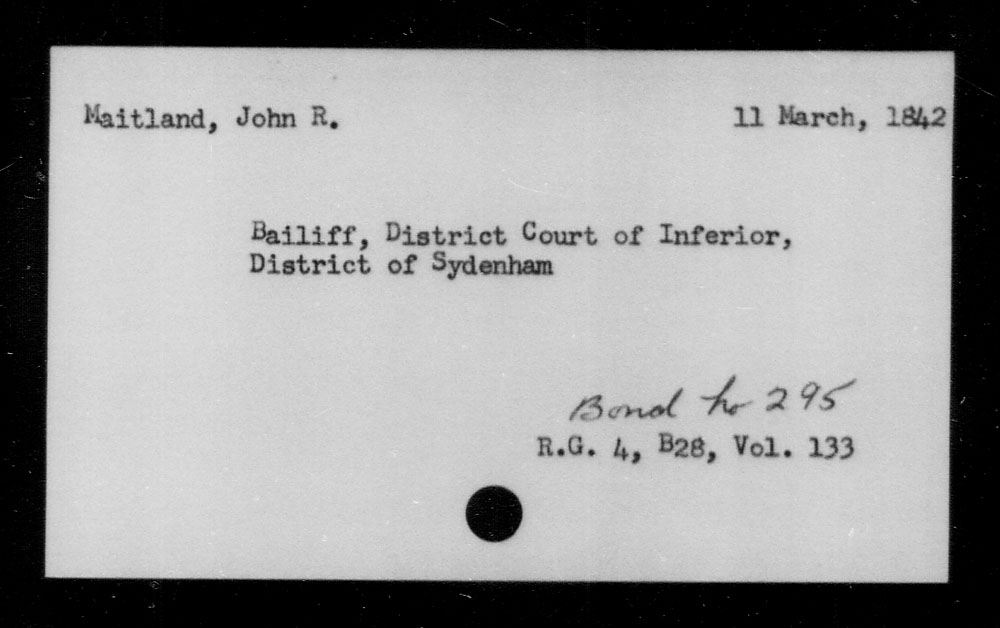 Maitland, John R. 11 March, 1842
Bailiff, District Court of Inferior,
District of Sydenham
Bond No 295
R.G. 4, B28, Vol. 133